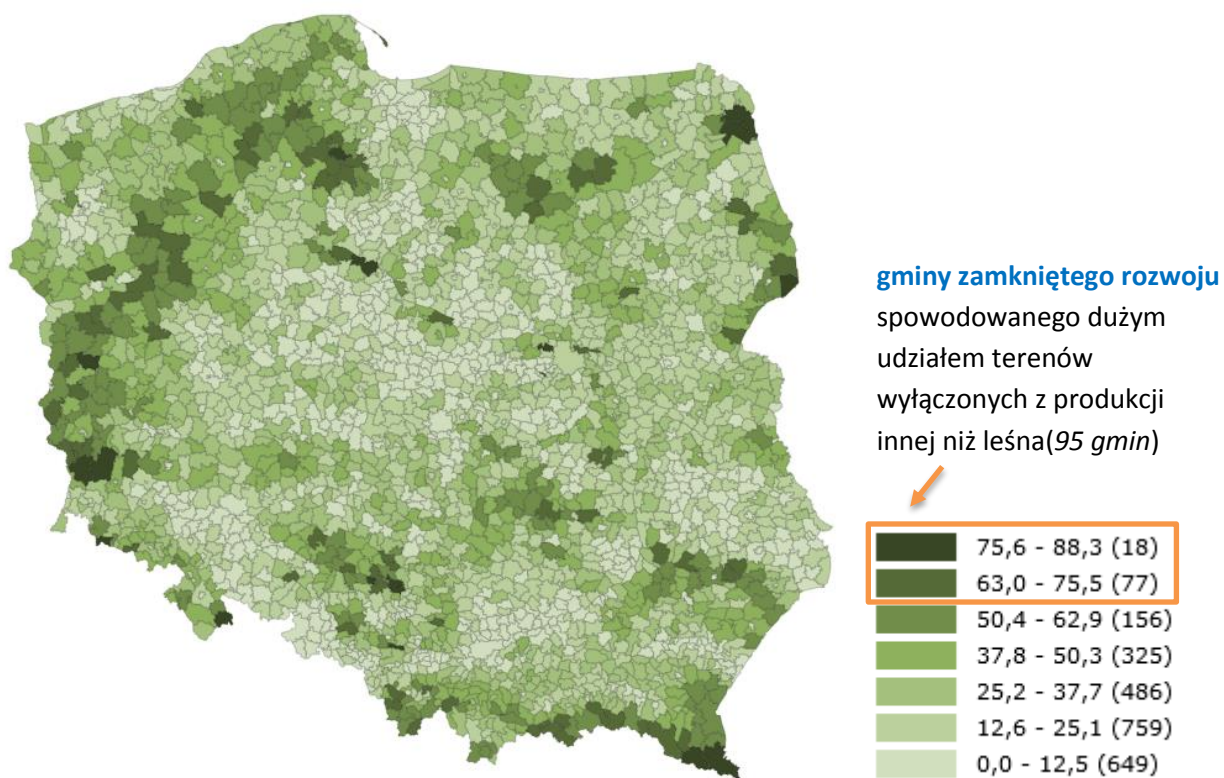 gminy zamkniętego rozwoju
spowodowanego dużym
udziałem terenów
wyłączonych z produkcji
innej niż leśna(95 gmin)
75,6 - 88,3 (18)
63,0 - 75,5 (77)
50,4 - 62,9 (156)
37,8 - 50,3 (325)
25,2 - 37,7 (486)
12,6 - 25,1 (759)
0,0 - 12,5 (649)